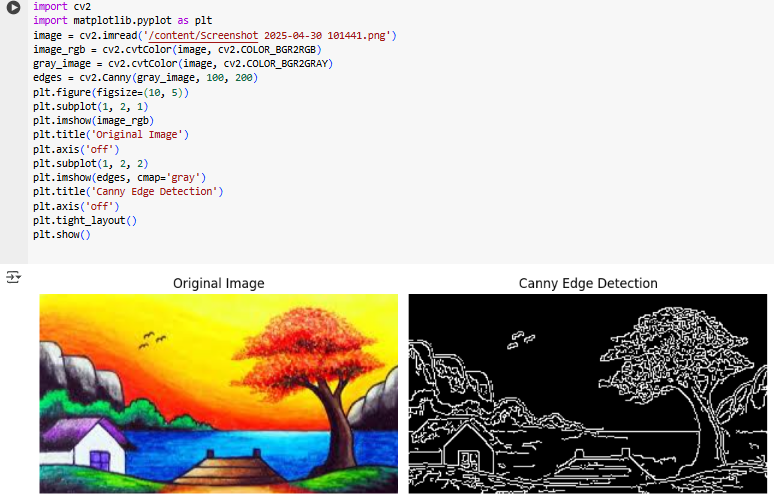 import cv2
import matplotlib.pyplot as plt
image = cv2.imread('/content/Screenshot 2025-04-30 101441.png')
image_rgb = cv2.cvtColor(image, cv2.COLOR_BGR2RGB)
gray_image = cv2.cvtColor(image, cv2.COLOR_BGR2GRAY)
edges = cv2.Canny(gray_image, 100, 200)
plt.figure(figsize=(10, 5))
plt.subplot(1, 2, 1)
plt.imshow(image_rgb)
plt.title('Original Image')
plt.axis('off')
plt.subplot(1, 2, 2)
plt.imshow(edges, cmap='gray')
plt.title('Canny Edge Detection')
plt.axis('off')
plt.tight_layout()
plt.show()
Original Image
Canny Edge Detection